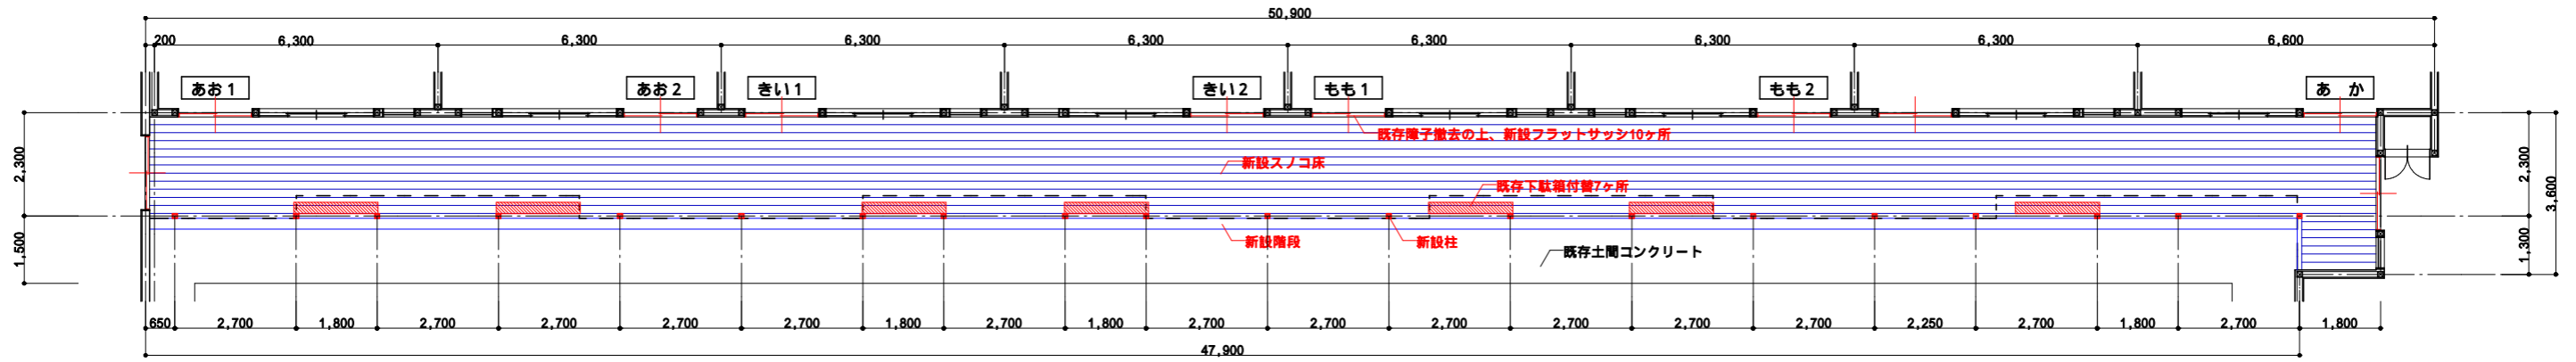 50,900
200 6,300 6,300 6,300 6,300 6,300 6,300 6,300 6,600
あお1 あお2 きい1 きい2 もも1 もも2 あ か
既存障子撤去の上、新設フラットサッシ10ヶ所
2,300
新設スノコ床
2,300
既存下駄箱付替7ヶ所
3,600
新設階段
新設柱
既存土間コンクリート
1,500
1,300
650 2,700 1,800 2,700 2,700 2,700 2,700 1,800 2,700 1,800 2,700 2,700 2,700 2,700 2,700 2,700 2,250 2,700 1,800 2,700 1,800
47,900